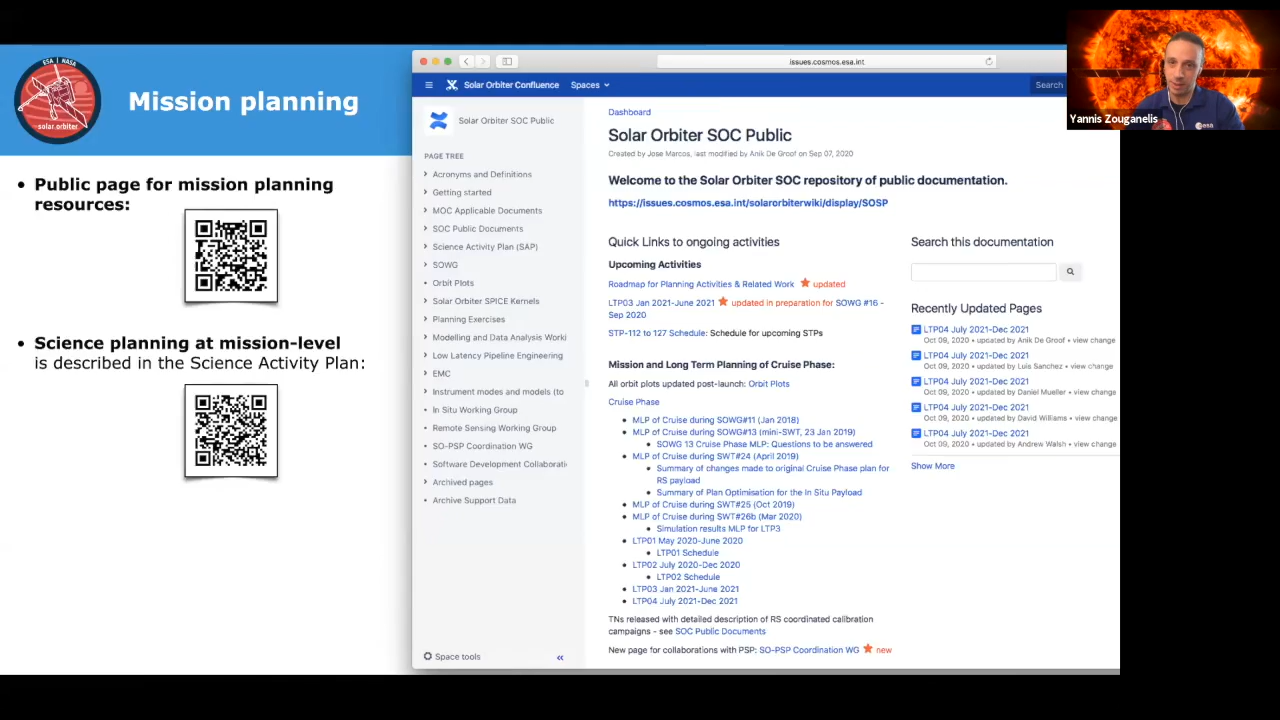 ESA | NASA
solar orbiter
Mission planning
• Public page for mission planning
resources:
• Science planning at mission-level
is described in the Science Activity Plan:
issues.cosmos.esa.int
Solar Orbiter Confluence
Spaces
Search
Solar Orbiter SOC Public
PAGE TREE
Acronyms and Definitions
Getting started
MOC Applicable Documents
SOC Public Documents
Science Activity Plan (SAP)
SOWG
Orbit Plots
Solar Orbiter SPICE Kernels
Planning Exercises
Modelling and Data Analysis Worki
Low Latency Pipeline Engineering
EMC
Instrument modes and models (to
In Situ Working Group
Remote Sensing Working Group
SO-PSP Coordination WG
Software Development Collaborati
Archived pages
Archive Support Data
Space tools
«
Dashboard
Solar Orbiter SOC Public
Created by Jose Marcos, last modified by Anik De Groof on Sep 07, 2020
Welcome to the Solar Orbiter SOC repository of public documentation.
https://issues.cosmos.esa.int/solarorbiterwiki/display/SOSP
Quick Links to ongoing activities
Upcoming Activities
Roadmap for Planning Activities & Related Work updated
LTP03 Jan 2021-June 2021 updated in preparation for SOWG #16 -
Sep 2020
STP-112 to 127 Schedule: Schedule for upcoming STPs
Mission and Long Term Planning of Cruise Phase:
All orbit plots updated post-launch: Orbit Plots
Cruise Phase
• MLP of Cruise during SOWG#11 (Jan 2018)
• MLP of Cruise during SOWG#13 (mini-SWT, 23 Jan 2019)
• SOWG 13 Cruise Phase MLP: Questions to be answered
• MLP of Cruise during SWT#24 (April 2019)
• Summary of changes made to original Cruise Phase plan for
RS payload
• Summary of Plan Optimisation for the In Situ Payload
• MLP of Cruise during SWT#25 (Oct 2019)
• MLP of Cruise during SWT#26b (Mar 2020)
• Simulation results MLP for LTP3
• LTP01 May 2020-June 2020
• LTP01 Schedule
• LTP02 July 2020-Dec 2020
• LTP02 Schedule
• LTP03 Jan 2021-June 2021
• LTP04 July 2021-Dec 2021
TNs released with detailed description of RS coordinated calibration
campaigns - see SOC Public Documents
New page for collaborations with PSP: SO-PSP Coordination WG new
Search this documentation
Recently Updated Pages
LTP04 July 2021-Dec 2021
Oct 09, 2020 • updated by Anik De Groof • view change
LTP04 July 2021-Dec 2021
Oct 09, 2020 • updated by Luis Sanchez • view change
LTP04 July 2021-Dec 2021
Oct 09, 2020 • updated by Daniel Mueller • view change
LTP04 July 2021-Dec 2021
Oct 09, 2020 • updated by David Williams • view change
LTP04 July 2021-Dec 2021
Oct 09, 2020 • updated by Andrew Walsh • view change
Show More
Yannis Zouganelis
esa